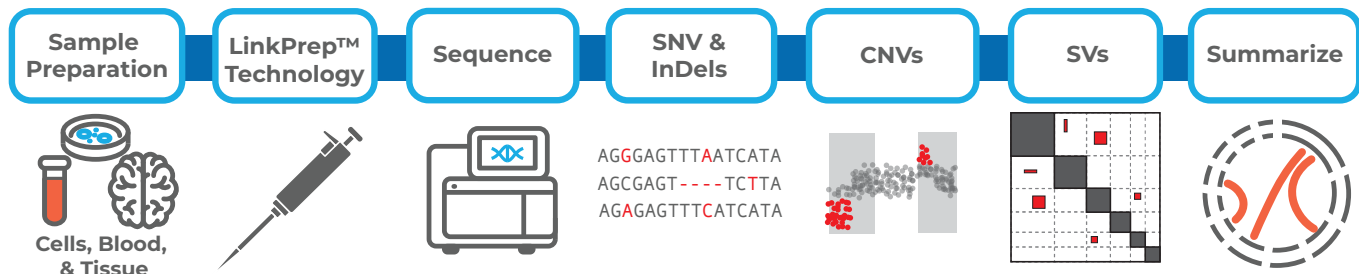 Sample
Preparation
LinkPrep™
Technology
Sequence
SNV &
InDels
CNVs
SVs
Summarize
Cells, Blood,
& Tissue
AGGGAGTTTAATCATA
AGCGAGT----TCTTA
AGAGAGTTTCATCATA